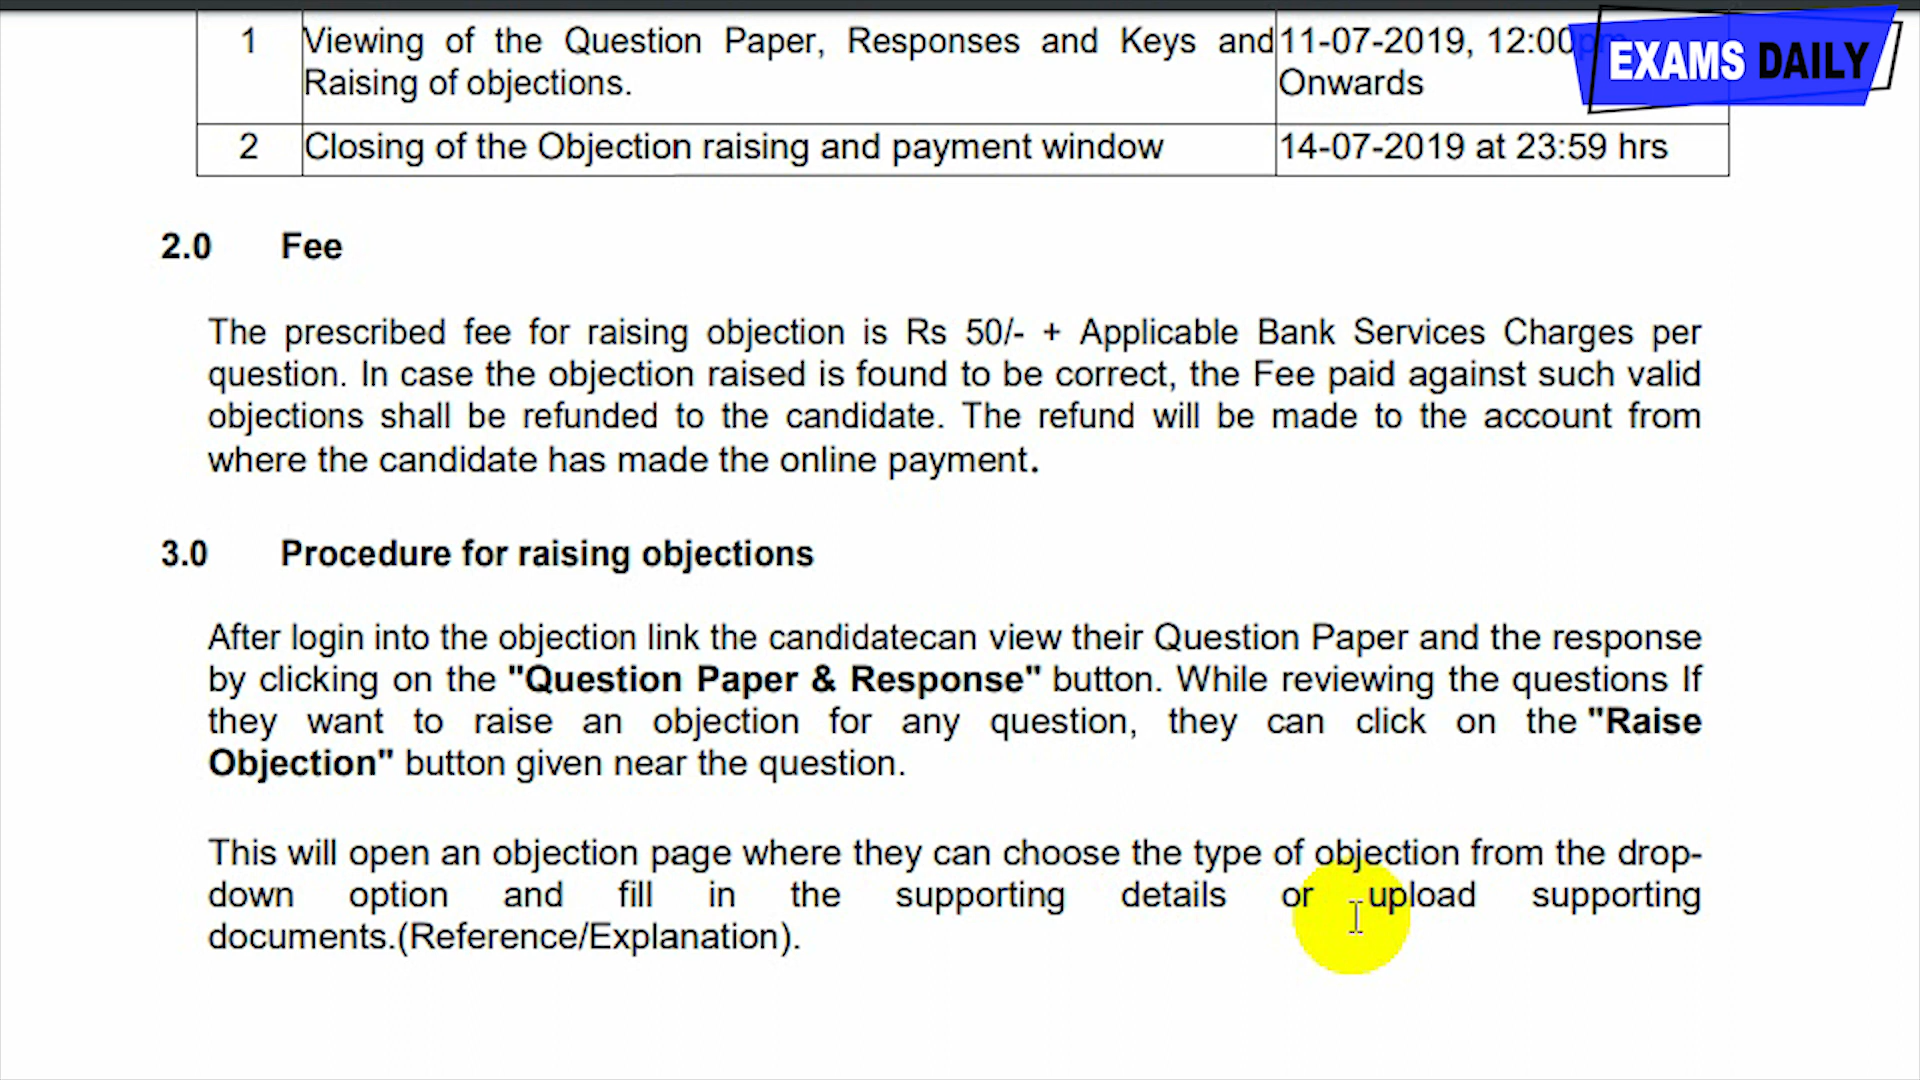 1 Viewing of the Question Paper, Responses and Keys and 11-07-2019, 12:00pm
Raising of objections. Onwards
EXAMS DAILY
2 Closing of the Objection raising and payment window 14-07-2019 at 23:59 hrs
2.0 Fee
The prescribed fee for raising objection is Rs 50/- + Applicable Bank Services Charges per
question. In case the objection raised is found to be correct, the Fee paid against such valid
objections shall be refunded to the candidate. The refund will be made to the account from
where the candidate has made the online payment.
3.0 Procedure for raising objections
After login into the objection link the candidatecan view their Question Paper and the response
by clicking on the "Question Paper & Response" button. While reviewing the questions If
they want to raise an objection for any question, they can click on the "Raise
Objection" button given near the question.
This will open an objection page where they can choose the type of objection from the drop-
down option and fill in the supporting details or upload supporting
documents.(Reference/Explanation).